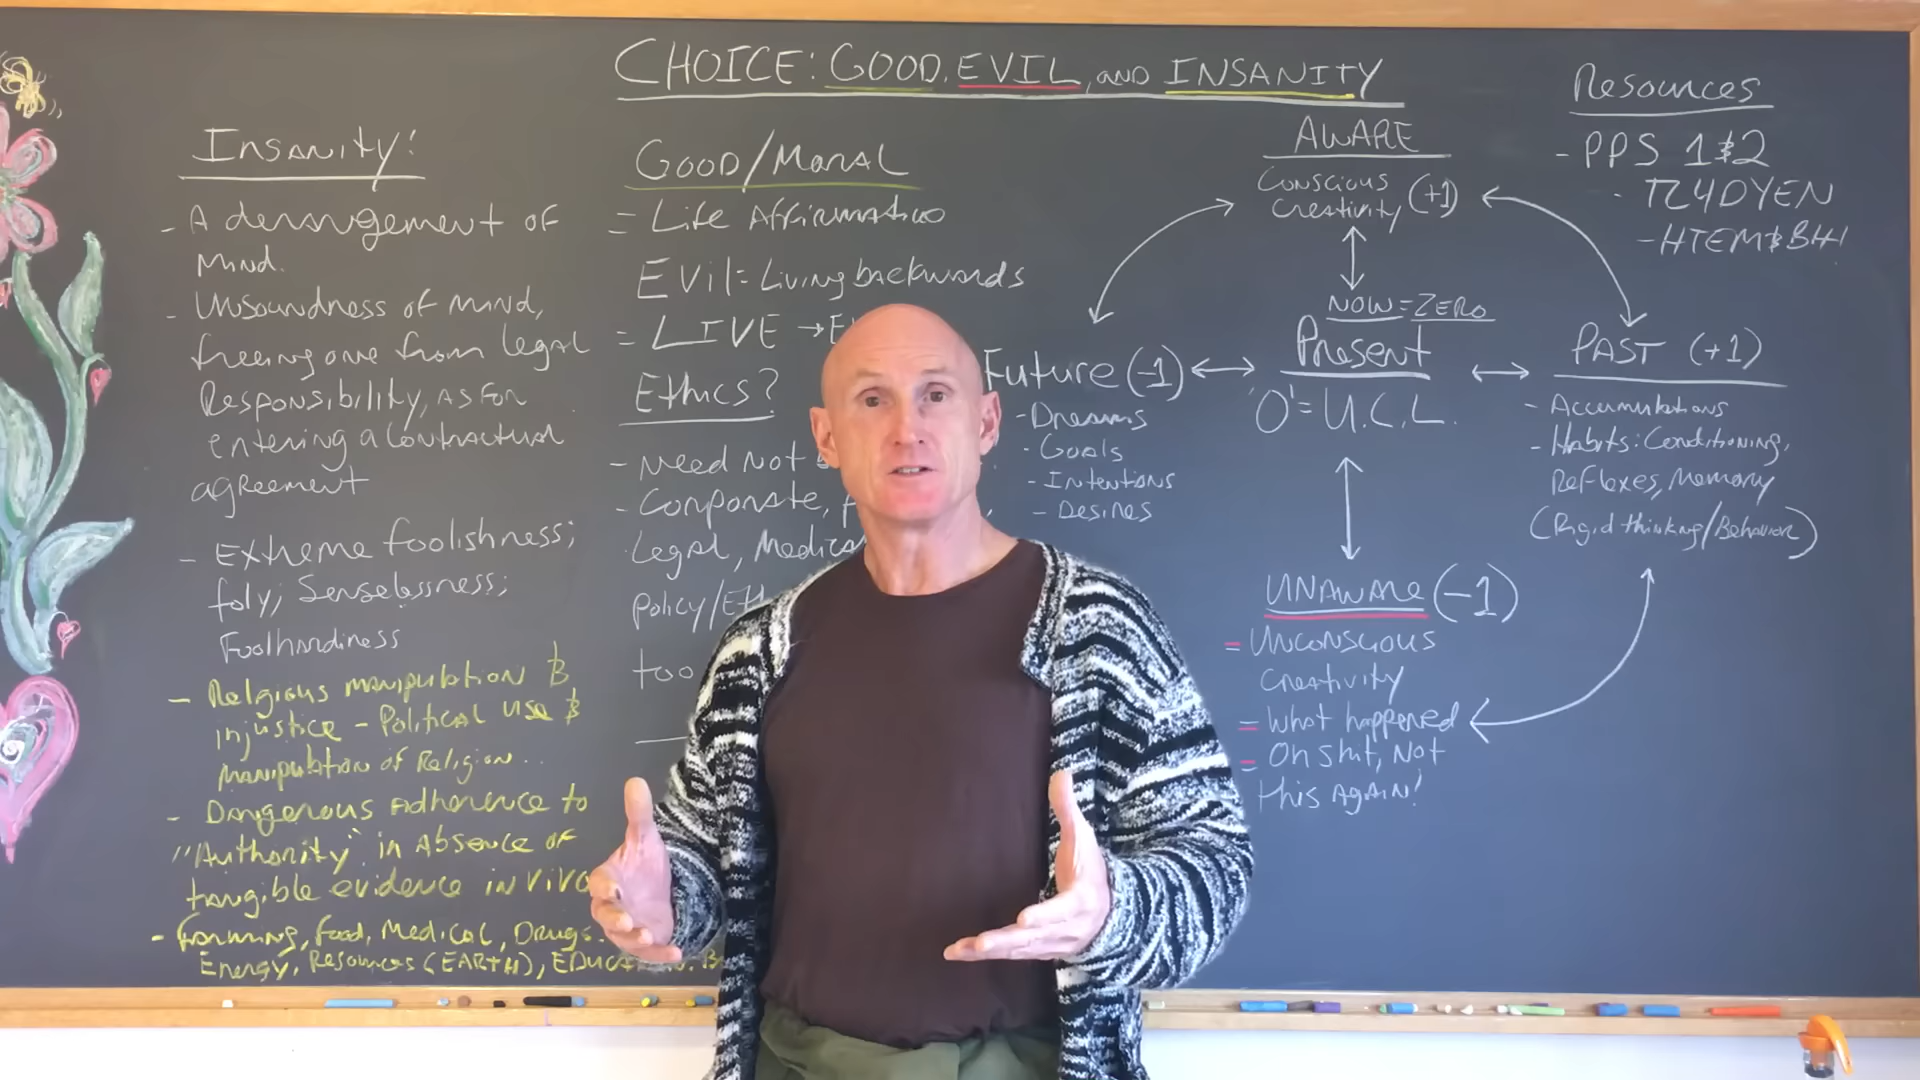 CHOICE: GOOD, EVIL, AND INSANITY
INSANITY!
- A derangement OF
MIND.
- Unsoundness of mind,
freeing one from legal
Responsibility, as for
entering a contractual
agreement
- Extreme foolishness;
foly; Senselessness;
Foolhardiness
- Religious manipulation &
injustice - Political use &
manipulation of Religion..
- Dangerous Adherence to
"Authority" in Absence of
tangible evidence in vivo
- Farming, food, Medical, Drugs.
Energy, Resources (EARTH),
GOOD/MORAL
= Life Affirmative
Evil = Living backwards
= LIVE →
Ethics?
- Need Not
- Corporate,
Legal, Medical
policy/
too
AWARE
Conscious
Creativity (+1)
NOW = ZERO
Present
'0' = U.C.L.
Future (-1)
- Dreams
- Goals
- Intentions
- Desires
PAST (+1)
- Accumulations
- Habits: Conditioning,
Reflexes, Memory
(Rigid thinking/Behavior)
UNAWARE (-1)
= Unconscious
Creativity
= What happened
= Oh shit, Not
this AGAIN!
Resources
- PPS 1&2
- TL4DYEN
- HTEM&BH!